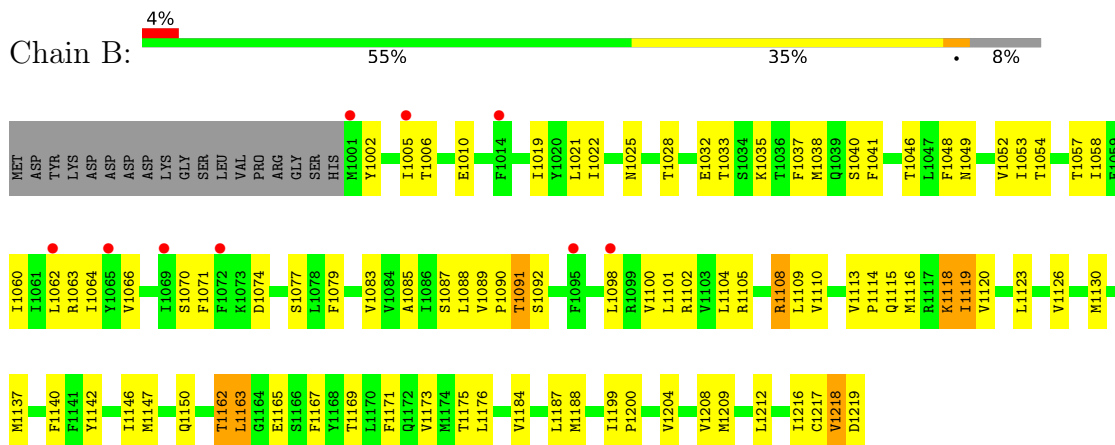 4%
Chain B:
55% 35% • 8%
MET ASP TYR LYS ASP ASP ASP ASP LYS GLY SER LEU VAL PRO ARG GLY SER HIS M1001 Y1002 I1005 T1006 E1010 F1014 I1019 Y1020 L1021 I1022 N1025 T1028 E1032 T1033 S1034 K1035 T1036 F1037 M1038 Q1039 S1040 F1041 T1046 L1047 F1048 N1049 V1052 I1053 T1054 T1057 I1058 E1059
I1060 I1061 L1062 R1063 I1064 Y1065 V1066 I1069 S1070 F1071 F1072 K1073 D1074 S1077 L1078 F1079 V1083 V1084 A1085 I1086 S1087 L1088 V1089 P1090 T1091 S1092 F1095 L1098 R1099 V1100 L1101 R1102 V1103 L1104 R1105 R1108 L1109 V1110 V1113 P1114 Q1115 M1116 R1117 K1118 I1119 V1120 L1123 V1126 M1130
M1137 F1140 F1141 Y1142 I1146 M1147 Q1150 T1162 L1163 G1164 E1165 S1166 F1167 Y1168 T1169 L1170 F1171 Q1172 V1173 M1174 T1175 L1176 V1184 L1187 M1188 I1199 P1200 V1204 V1208 M1209 L1212 I1216 C1217 V1218 D1219